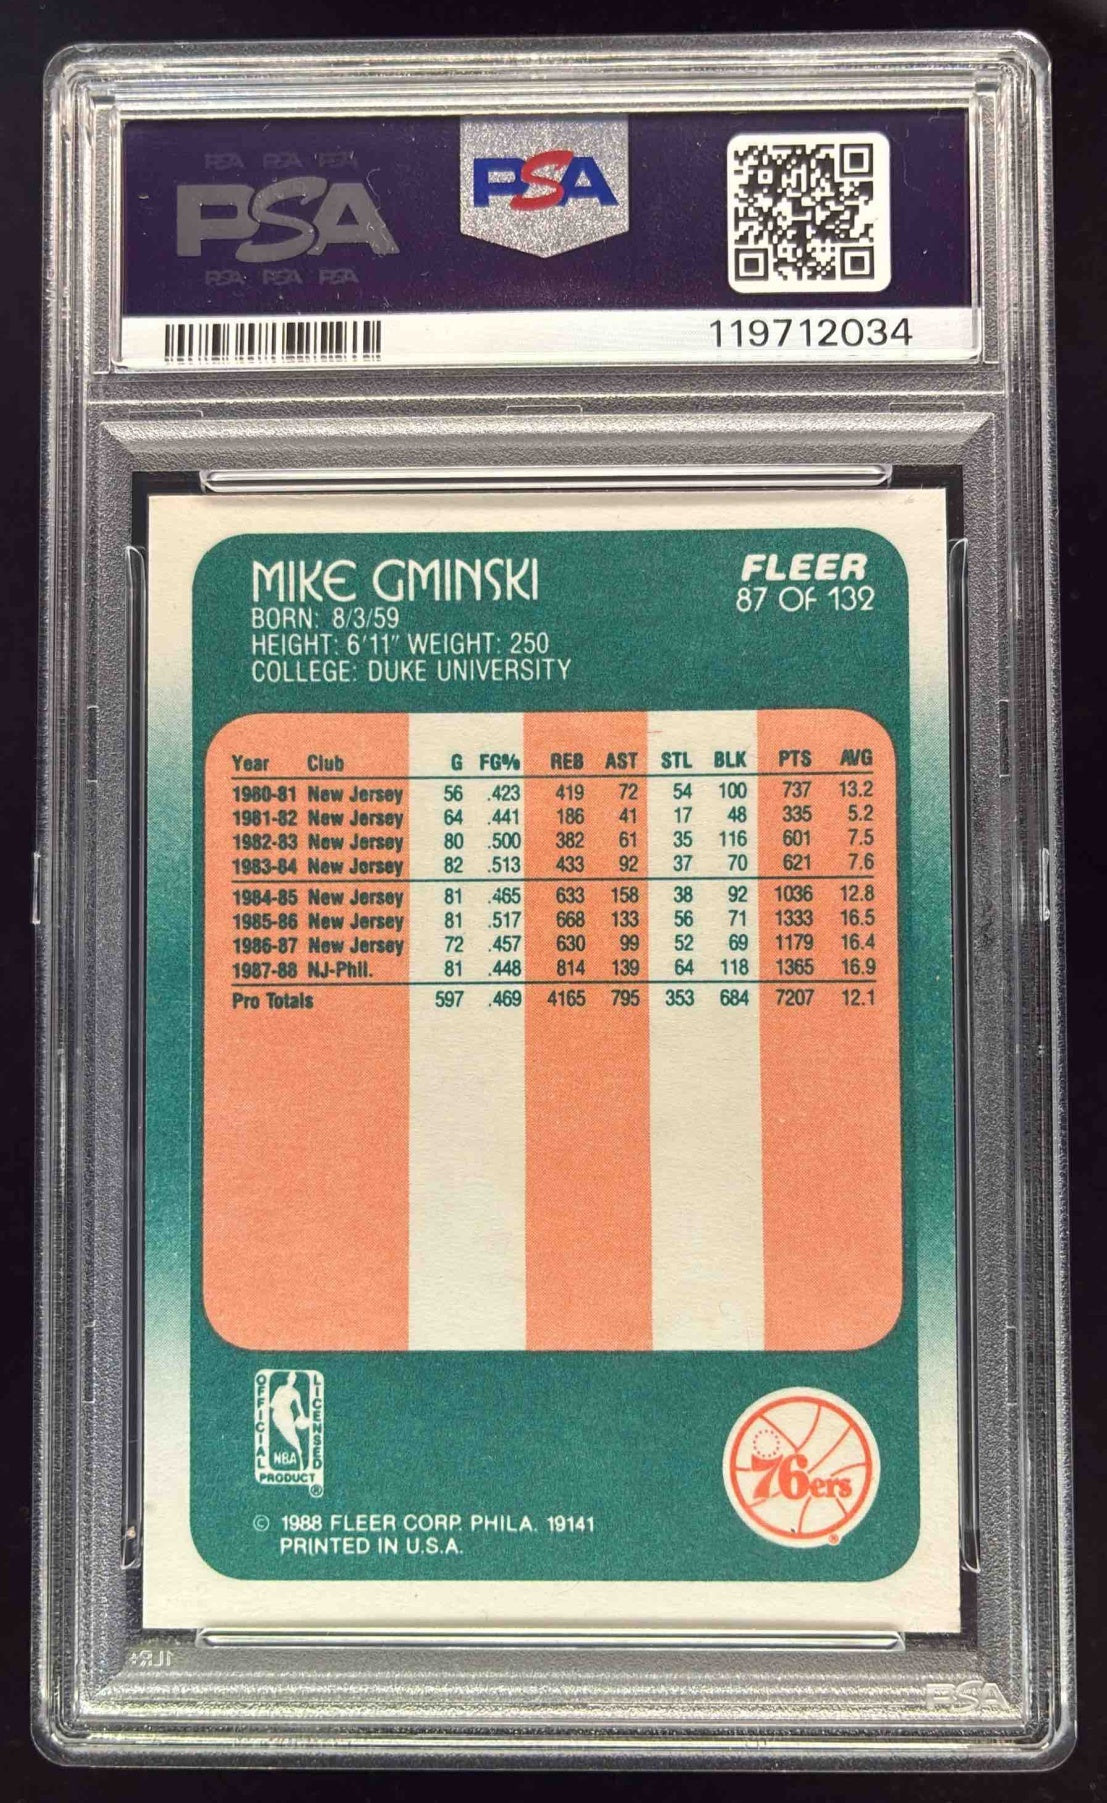 PSA PSA PSA
PSA
PSA PSA PSA
PSA
119712034
MIKE GMINSKI
BORN: 8/3/59
HEIGHT: 6'11" WEIGHT: 250
COLLEGE: DUKE UNIVERSITY
FLEER
87 OF 132
Year Club G FG% REB AST STL BLK PTS AVG
1980-81 New Jersey 56 .423 419 72 54 100 737 13.2
1981-82 New Jersey 64 .441 186 41 17 48 335 5.2
1982-83 New Jersey 80 .500 382 61 35 116 601 7.5
1983-84 New Jersey 82 .513 433 92 37 70 621 7.6
1984-85 New Jersey 81 .465 633 158 38 92 1036 12.8
1985-86 New Jersey 81 .517 668 133 56 71 1333 16.5
1986-87 New Jersey 72 .457 630 99 52 69 1179 16.4
1987-88 NJ-Phil. 81 .448 814 139 64 118 1365 16.9
Pro Totals 597 .469 4165 795 353 684 7207 12.1
OFFICIAL
LICENSED
NBA
PRODUCT
®
76ers
®
© 1988 FLEER CORP. PHILA. 19141
PRINTED IN U.S.A.
PSA